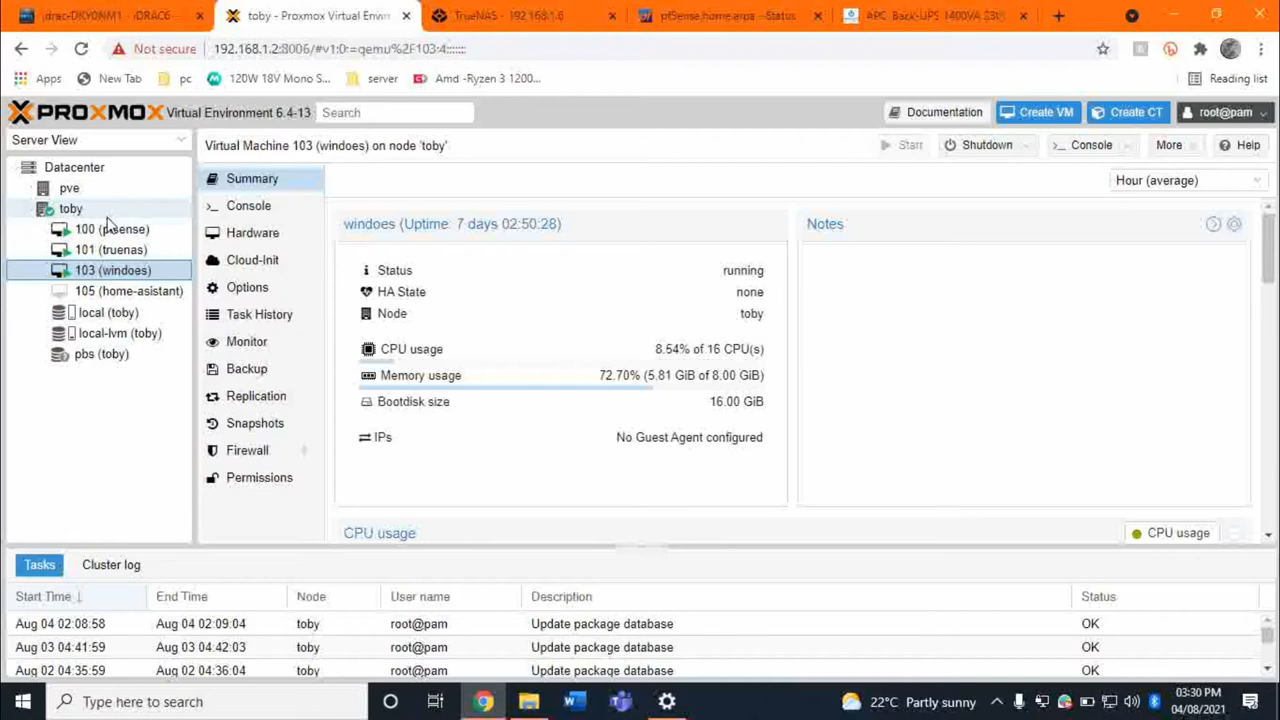 idrac-DKY0NM1 - iDRAC6 -
toby - Proxmox Virtual Envir
TrueNAS - 192.168.1.6
pfSense.home.arpa - Status
APC Back-UPS 1400VA 230
Not secure
192.168.1.2:8006/#v1:0:=qemu%2F103:4:::::::
Apps
New Tab
pc
120W 18V Mono S...
server
Amd -Ryzen 3 1200...
Reading list
PROXMOX
Virtual Environment 6.4-13
Search
Documentation
Create VM
Create CT
root@pam
Server View
Virtual Machine 103 (windoes) on node 'toby'
Start
Shutdown
Console
More
Help
Datacenter
pve
toby
100 (pfsense)
101 (truenas)
103 (windoes)
105 (home-asistant)
local (toby)
local-lvm (toby)
pbs (toby)
Summary
Console
Hardware
Cloud-Init
Options
Task History
Monitor
Backup
Replication
Snapshots
Firewall
Permissions
Hour (average)
windoes (Uptime: 7 days 02:50:28)
Status running
HA State none
Node toby
CPU usage 8.54% of 16 CPU(s)
Memory usage 72.70% (5.81 GiB of 8.00 GiB)
Bootdisk size 16.00 GiB
IPs No Guest Agent configured
Notes
CPU usage
CPU usage
Tasks
Cluster log
Start Time End Time Node User name Description Status
Aug 04 02:08:58 Aug 04 02:09:04 toby root@pam Update package database OK
Aug 03 04:41:59 Aug 03 04:42:03 toby root@pam Update package database OK
Aug 02 04:35:59 Aug 02 04:36:04 toby root@pam Update package database OK
Type here to search
22°C Partly sunny
03:30 PM
04/08/2021